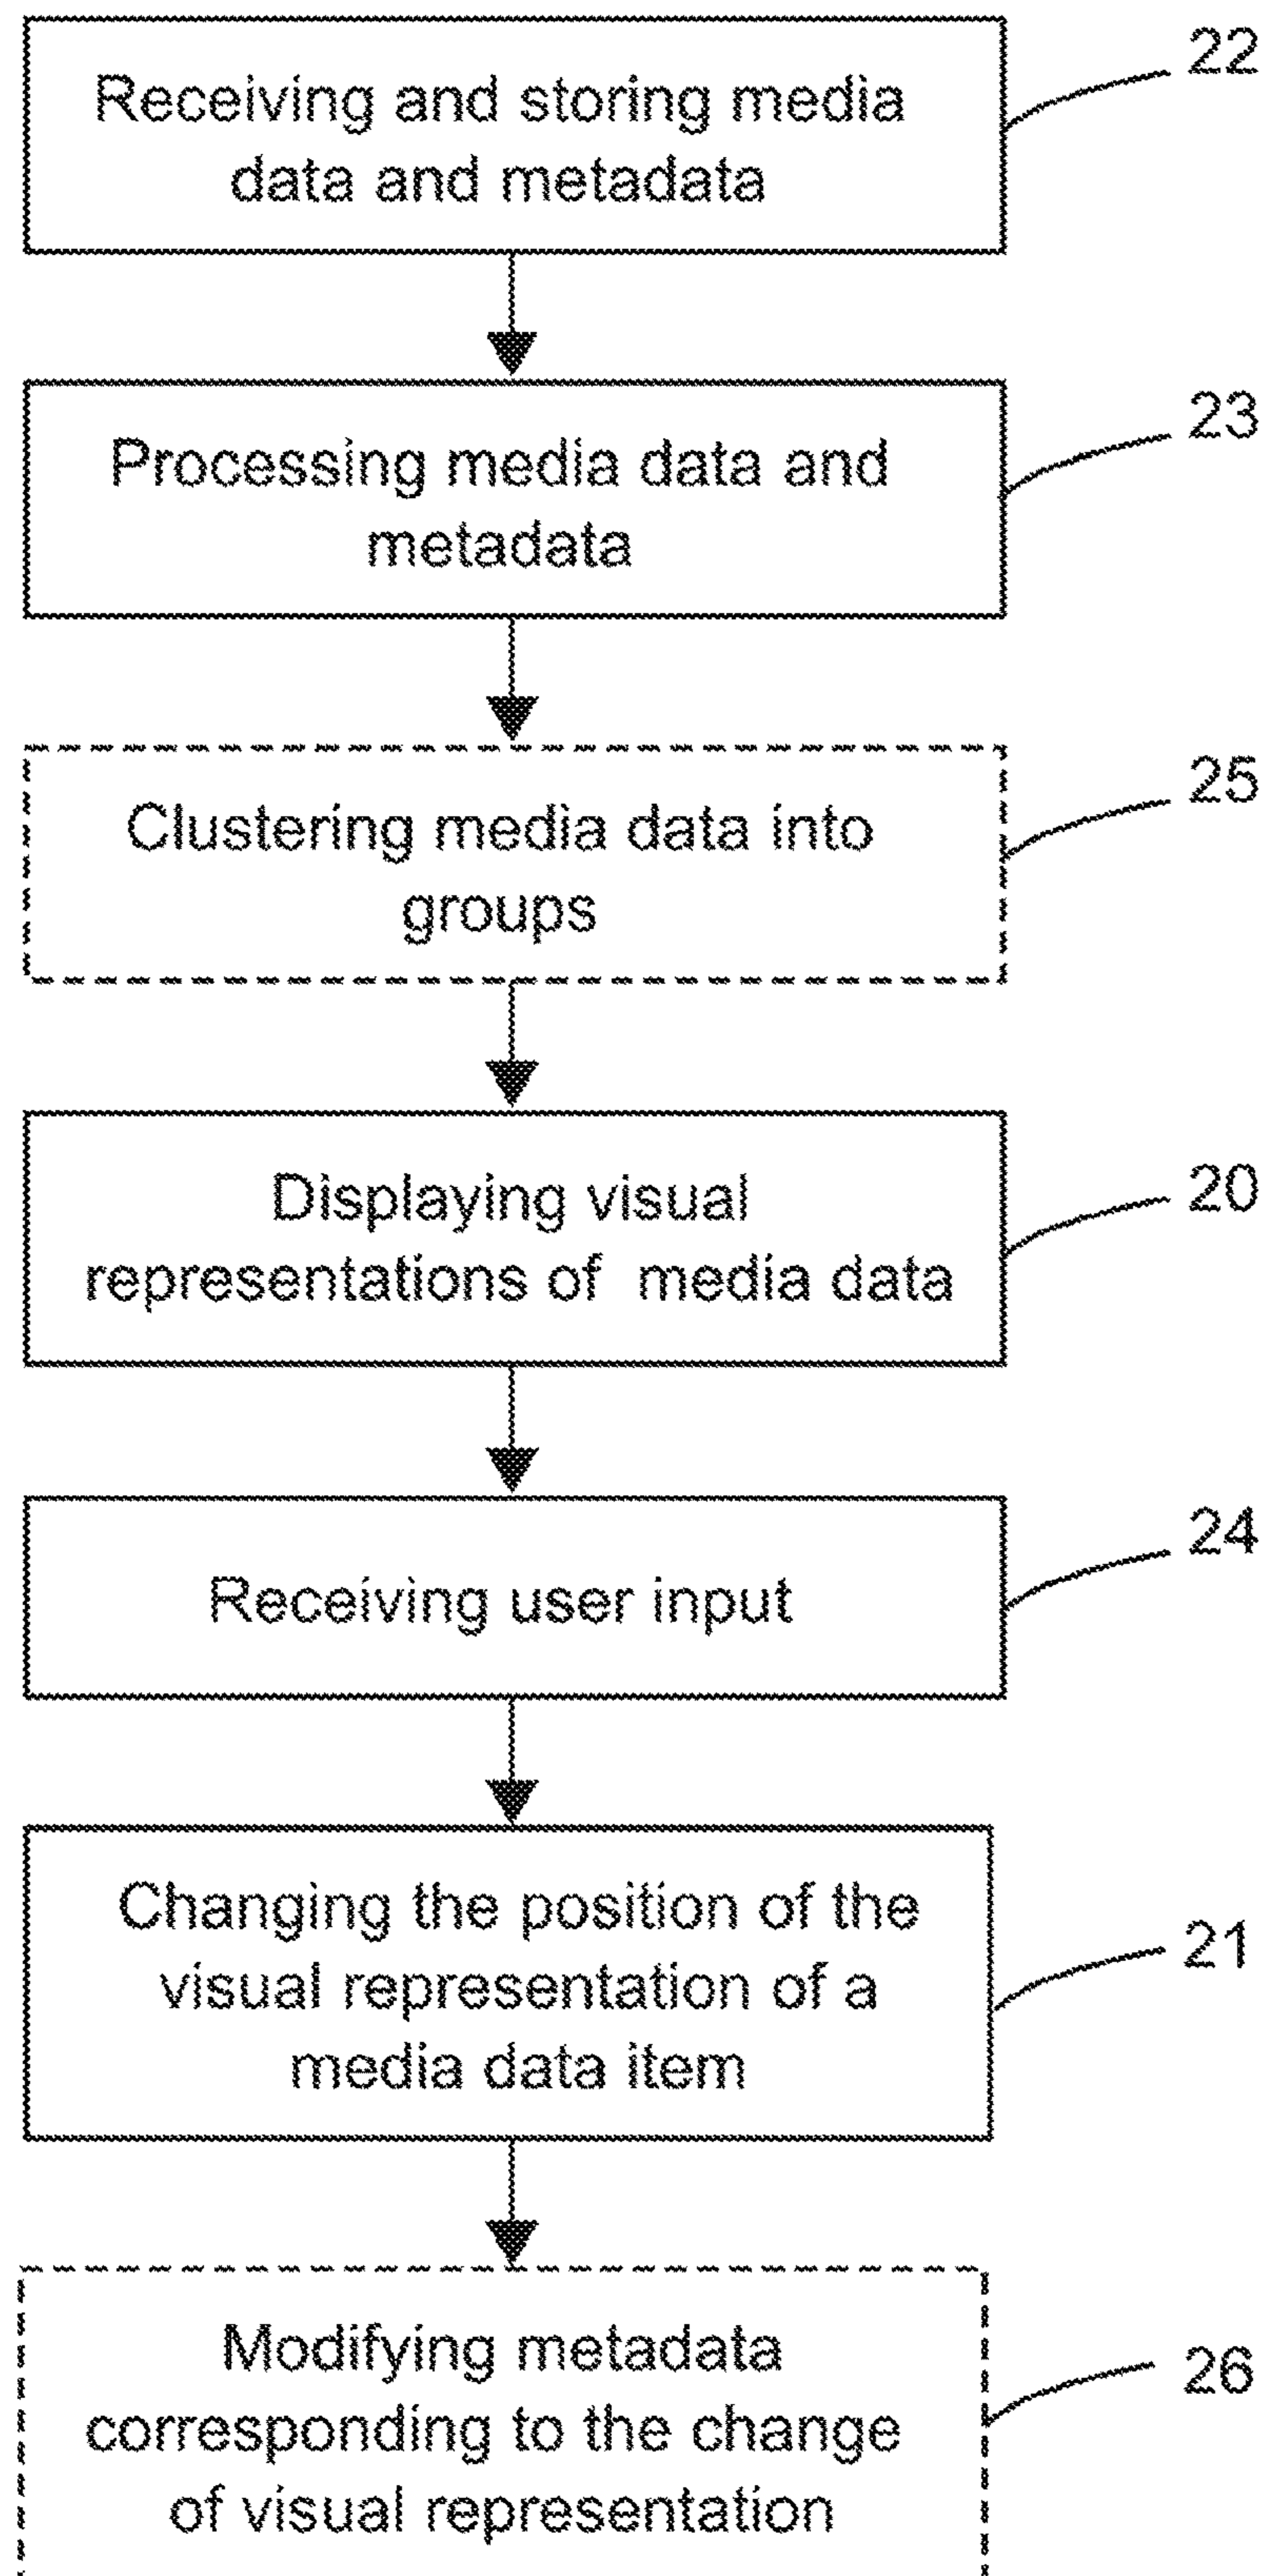 Receiving and storing media
data and metadata
22
Processing media data and
metadata
23
Clustering media data into
groups
25
Displaying visual
representations of media data
20
Receiving user input
24
Changing the position of the
visual representation of a
media data item
21
Modifying metadata
corresponding to the change
of visual representation
26